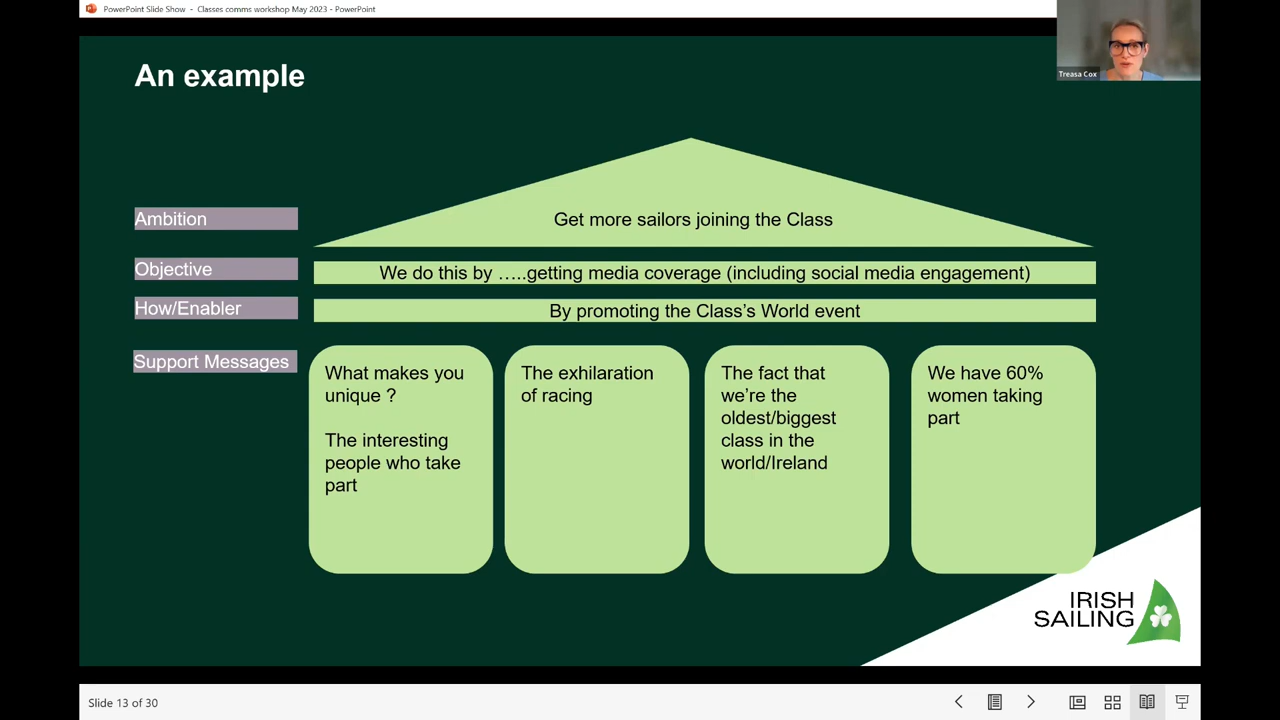 PowerPoint Slide Show - Classes comms workshop May 2023 - PowerPoint
Treasa Cox
An example
Ambition
Get more sailors joining the Class
Objective
We do this by …..getting media coverage (including social media engagement)
How/Enabler
By promoting the Class’s World event
Support Messages
What makes you
unique ?
The interesting
people who take
part
The exhilaration
of racing
The fact that
we’re the
oldest/biggest
class in the
world/Ireland
We have 60%
women taking
part
IRISH
SAILING
Slide 13 of 30